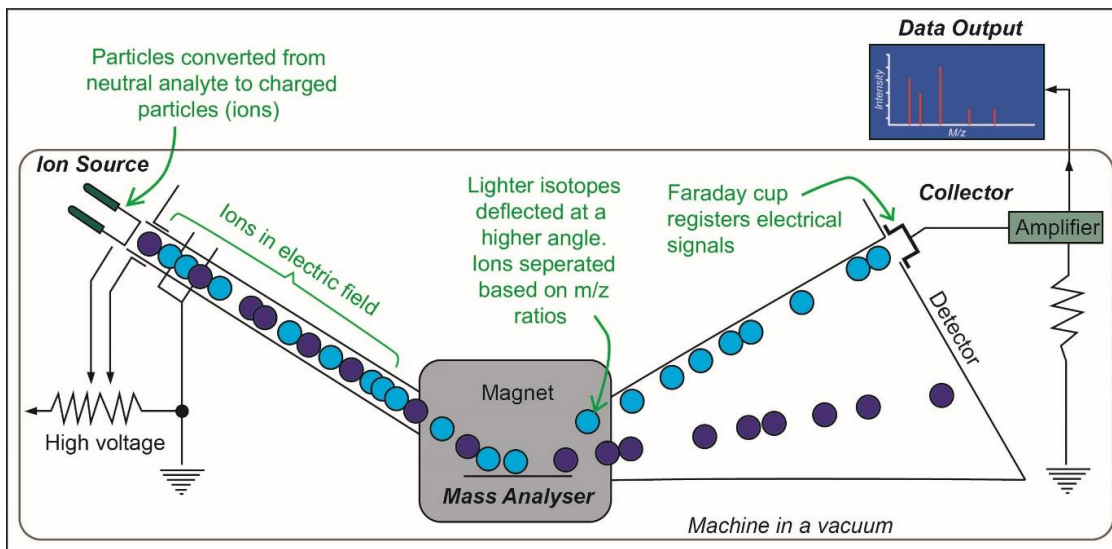 Data Output
Intensity
M/z
Particles converted from
neutral analyte to charged
particles (ions)
Ion Source
Ions in electric field
Lighter isotopes
deflected at a
higher angle.
Ions seperated
based on m/z
ratios
Faraday cup
registers electrical
signals
Collector
Amplifier
Detector
High voltage
Magnet
Mass Analyser
Machine in a vacuum